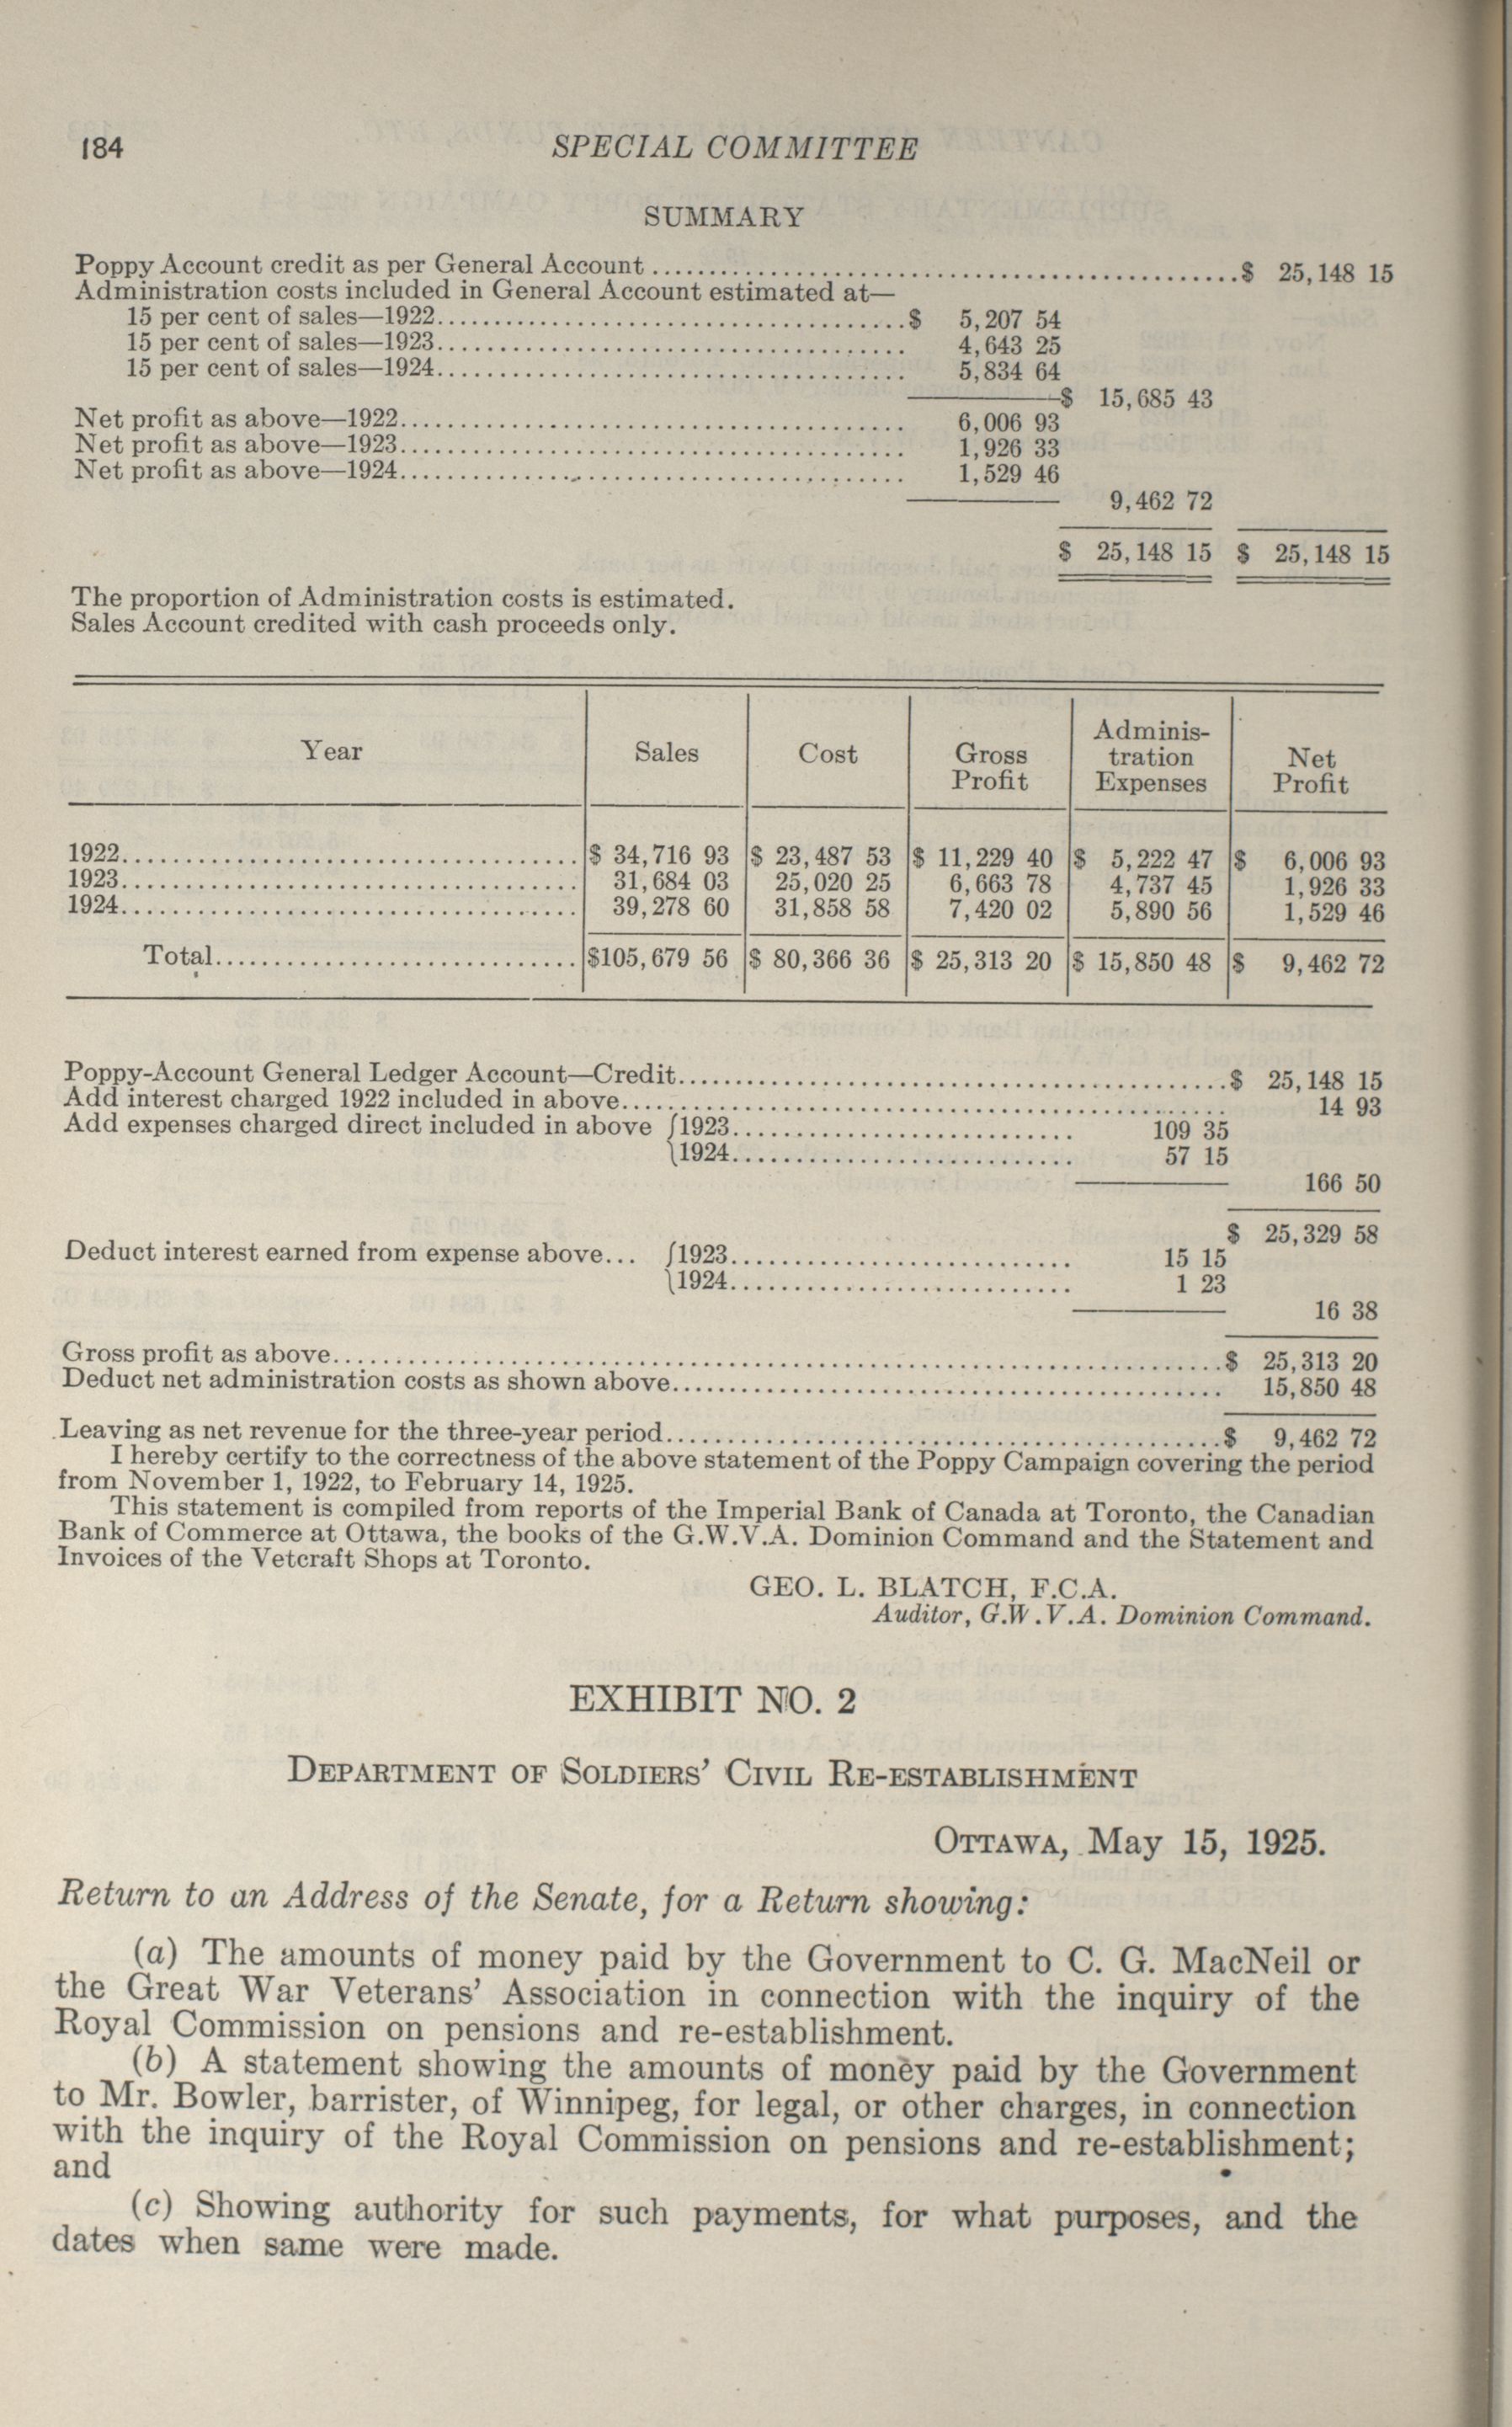 184
SPECIAL COMMITTEE
SUMMARY
Poppy Account credit as per General Account ........ $ 25,148 15
Administration costs included in General Account estimated at—
15 per cent of sales—1922........ $ 5,207 54
15 per cent of sales—1923........ 4,643 25
15 per cent of sales—1924........ 5,834 64
$ 15,685 43
Net profit as above—1922........ 6,006 93
Net profit as above—1923........ 1,926 33
Net profit as above—1924........ 1,529 46
9,462 72
$ 25,148 15 $ 25,148 15
The proportion of Administration costs is estimated.
Sales Account credited with cash proceeds only.
Year Sales Cost Gross Profit Adminis-tration Expenses Net Profit
1922........ $ 34,716 93 $ 23,487 53 $ 11,229 40 $ 5,222 47 $ 6,006 93
1923........ 31,684 03 25,020 25 6,663 78 4,737 45 1,926 33
1924........ 39,278 60 31,858 58 7,420 02 5,890 56 1,529 46
Total........ $105,679 56 $ 80,366 36 $ 25,313 20 $ 15,850 48 $ 9,462 72
Poppy-Account General Ledger Account—Credit........ $ 25,148 15
Add interest charged 1922 included in above........ 14 93
Add expenses charged direct included in above {1923........ 109 35
{1924........ 57 15
166 50
$ 25,329 58
Deduct interest earned from expense above... {1923........ 15 15
{1924........ 1 23
16 38
Gross profit as above........ $ 25,313 20
Deduct net administration costs as shown above........ 15,850 48
Leaving as net revenue for the three-year period........ $ 9,462 72
I hereby certify to the correctness of the above statement of the Poppy Campaign covering the period
from November 1, 1922, to February 14, 1925.
This statement is compiled from reports of the Imperial Bank of Canada at Toronto, the Canadian
Bank of Commerce at Ottawa, the books of the G.W.V.A. Dominion Command and the Statement and
Invoices of the Vetcraft Shops at Toronto.
GEO. L. BLATCH, F.C.A.
Auditor, G.W.V.A. Dominion Command.
EXHIBIT NO. 2
DEPARTMENT OF SOLDIERS' CIVIL RE-ESTABLISHMENT
OTTAWA, May 15, 1925.
Return to an Address of the Senate, for a Return showing:
(a) The amounts of money paid by the Government to C. G. MacNeil or
the Great War Veterans' Association in connection with the inquiry of the
Royal Commission on pensions and re-establishment.
(b) A statement showing the amounts of money paid by the Government
to Mr. Bowler, barrister, of Winnipeg, for legal, or other charges, in connection
with the inquiry of the Royal Commission on pensions and re-establishment;
and
(c) Showing authority for such payments, for what purposes, and the
dates when same were made.